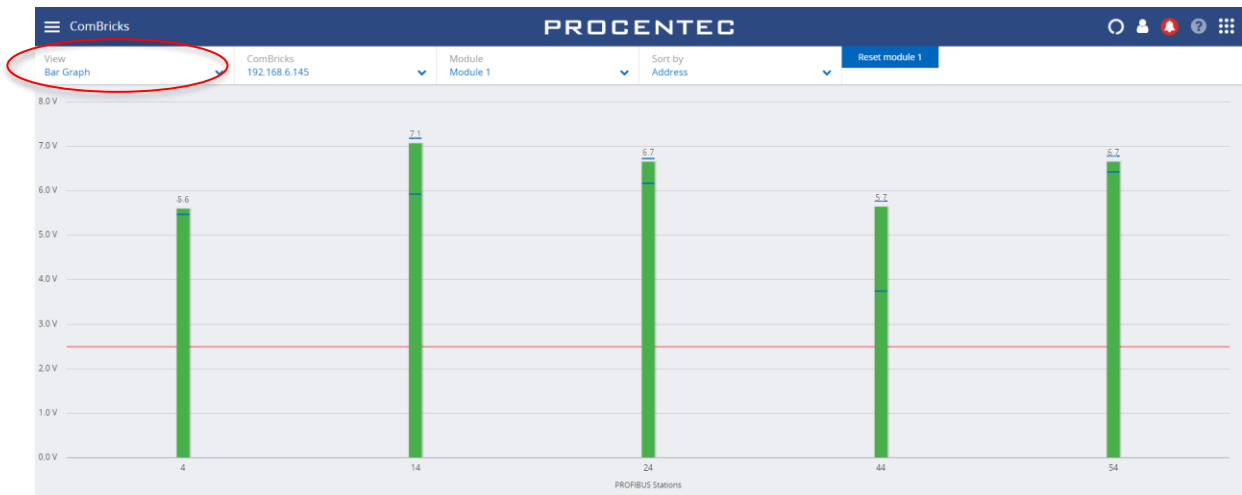 ComBricks
PROCENTEC
View
Bar Graph
ComBricks
192.168.6.145
Module
Module 1
Sort by
Address
Reset module 1
8.0 V
7.0 V
6.0 V
5.0 V
4.0 V
3.0 V
2.0 V
1.0 V
0.0 V
5.6
7.1
6.7
5.7
6.7
4
14
24
44
54
PROFIBUS Stations